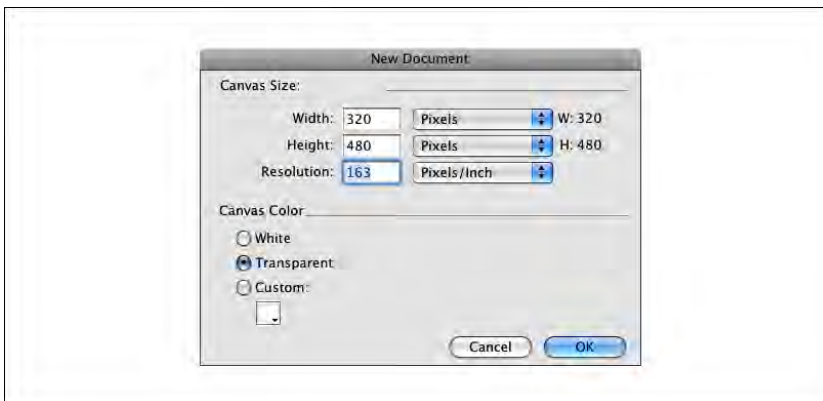 New Document
Canvas Size:
Width: 320 Pixels W: 320
Height: 480 Pixels H: 480
Resolution: 163 Pixels/Inch
Canvas Color
White
Transparent
Custom:
Cancel OK